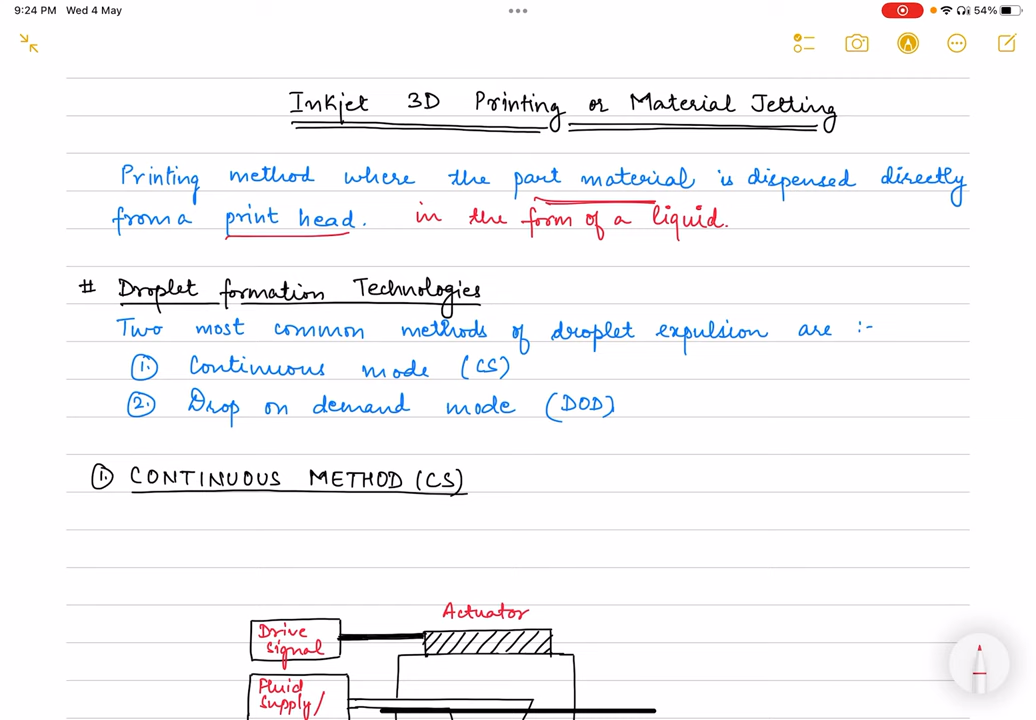 9:24 PM Wed 4 May
54%
Inkjet 3D Printing or Material Jetting
Printing method where the part material is dispensed directly
from a print head. in the form of a liquid.
# Droplet formation Technologies
Two most common methods of droplet expulsion are :-
1. Continuous mode (CS)
2. Drop on demand mode (DOD)
1. CONTINUOUS METHOD (CS)
Actuator
Drive
signal
Fluid
supply/